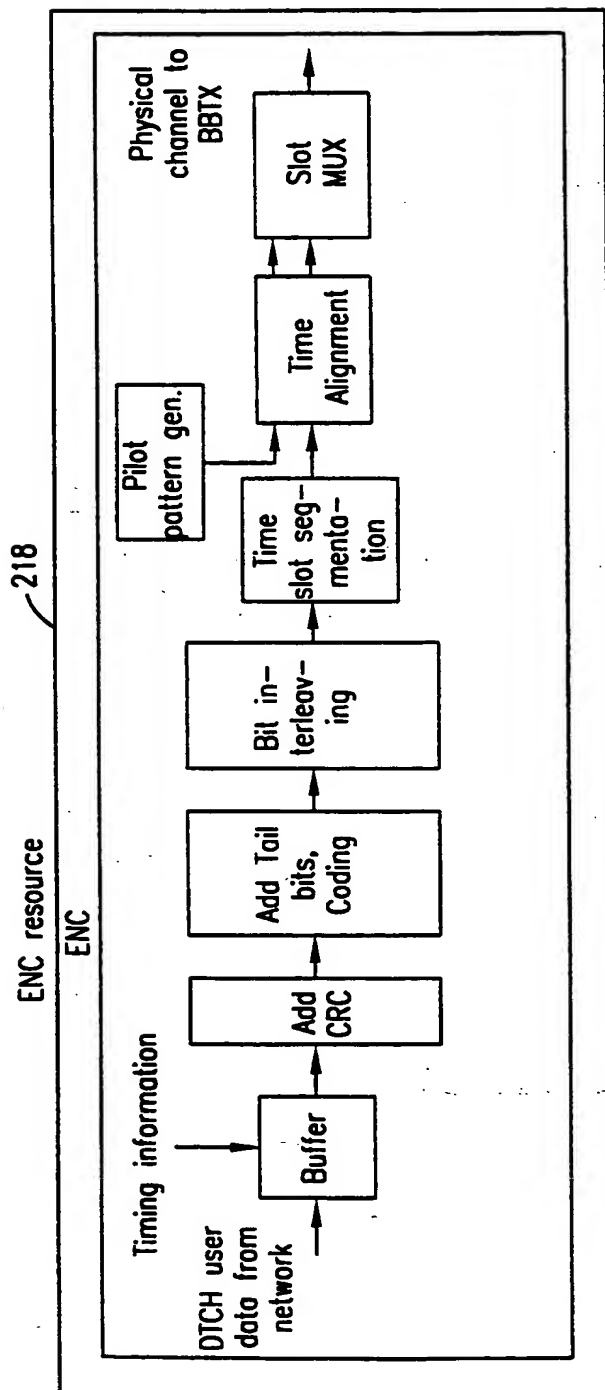 ENC resource
218
ENC
Timing information
DTCH user
data from
network
Buffer
Add
CRC
Add Tail
bits,
Coding
Bit in-
terleav-
ing
Time
slot seg-
menta-
tion
Pilot
pattern gen.
Time
Alignment
Slot
MUX
Physical
channel to
BBTX